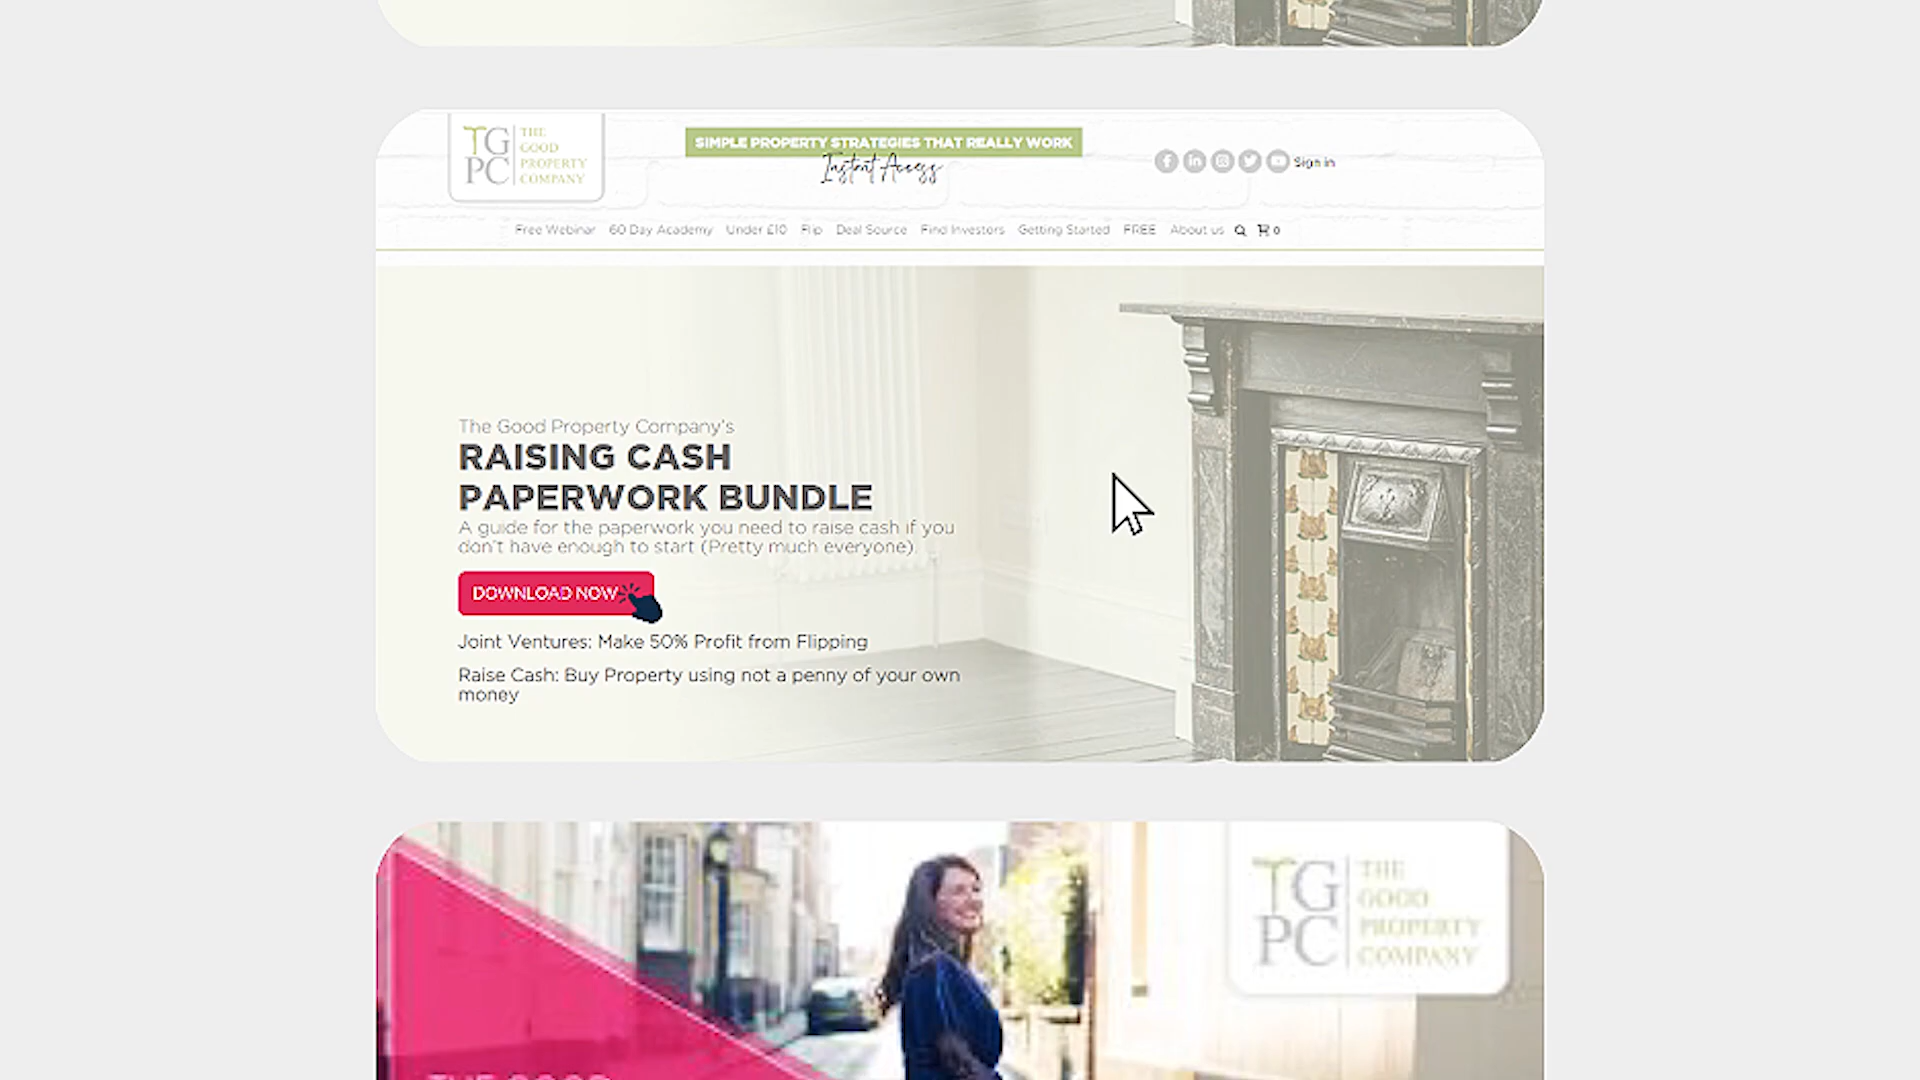 TG
PC
THE
GOOD
PROPERTY
COMPANY
SIMPLE PROPERTY STRATEGIES THAT REALLY WORK
Instant Access
Sign in
Free Webinar 60 Day Academy Under £10 Flip Deal Source Find Investors Getting Started FREE About us 0
The Good Property Company's
RAISING CASH
PAPERWORK BUNDLE
A guide for the paperwork you need to raise cash if you
don't have enough to start (Pretty much everyone).
DOWNLOAD NOW
Joint Ventures: Make 50% Profit from Flipping
Raise Cash: Buy Property using not a penny of your own
money
TG
PC
THE
GOOD
PROPERTY
COMPANY
THE GOOD